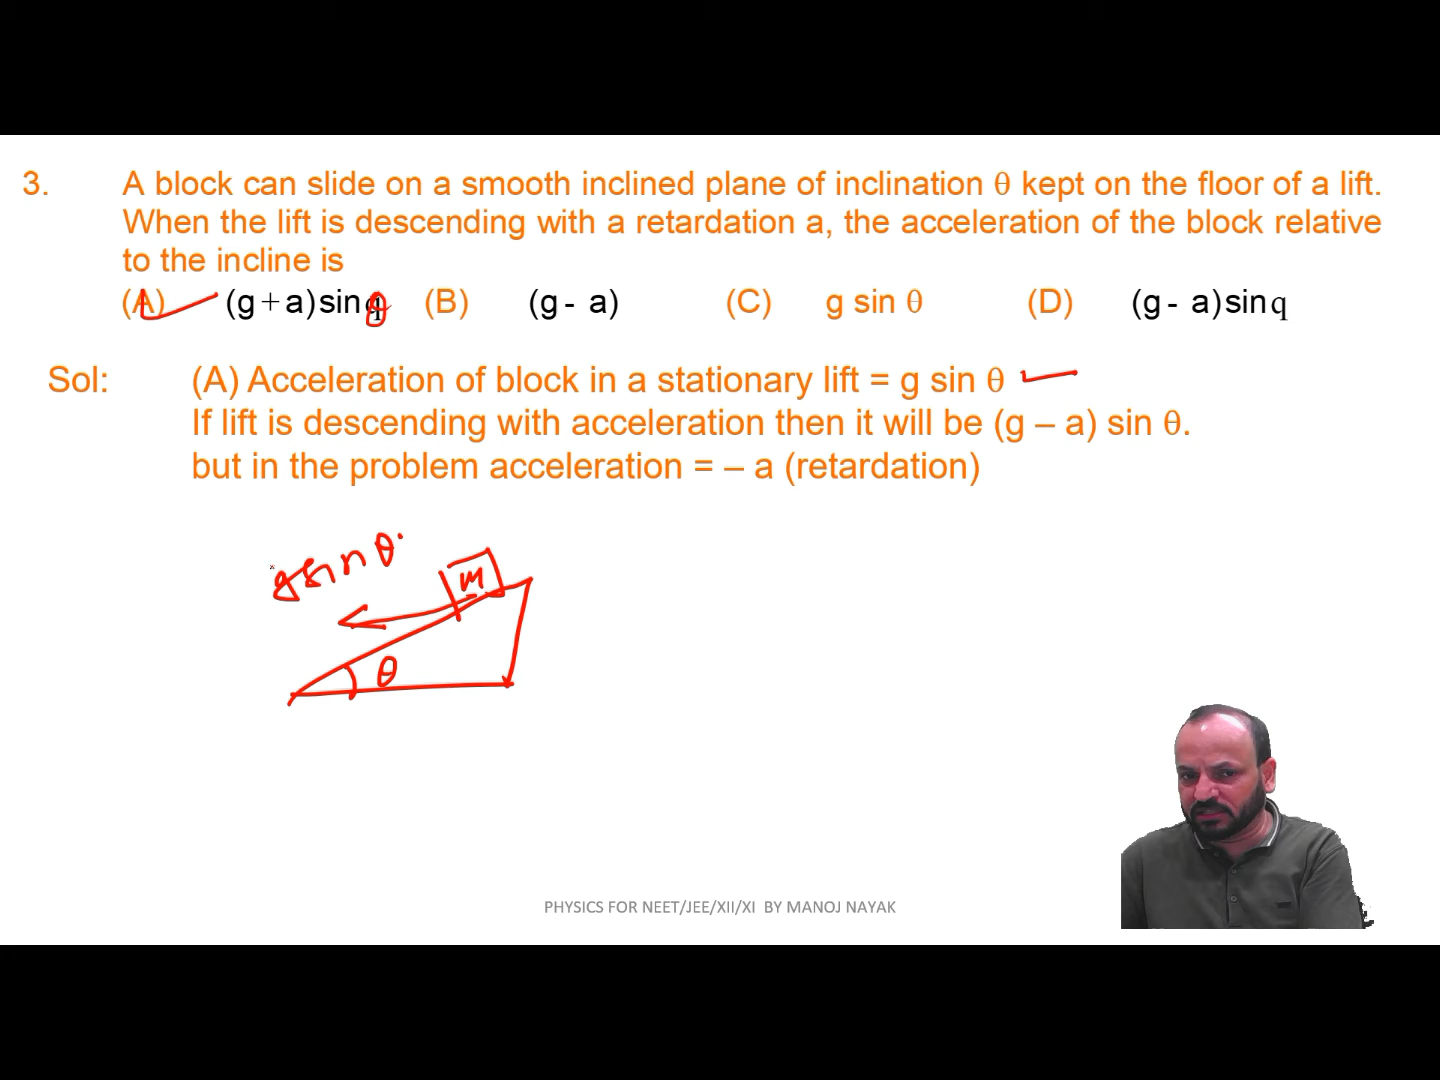 3. A block can slide on a smooth inclined plane of inclination θ kept on the floor of a lift.
When the lift is descending with a retardation a, the acceleration of the block relative
to the incline is
(A) (g + a) sin q (B) (g - a) (C) g sin θ (D) (g - a) sin q
Sol: (A) Acceleration of block in a stationary lift = g sin θ
If lift is descending with acceleration then it will be (g – a) sin θ.
but in the problem acceleration = – a (retardation)
g sin θ
m
θ
PHYSICS FOR NEET/JEE/XII/XI BY MANOJ NAYAK